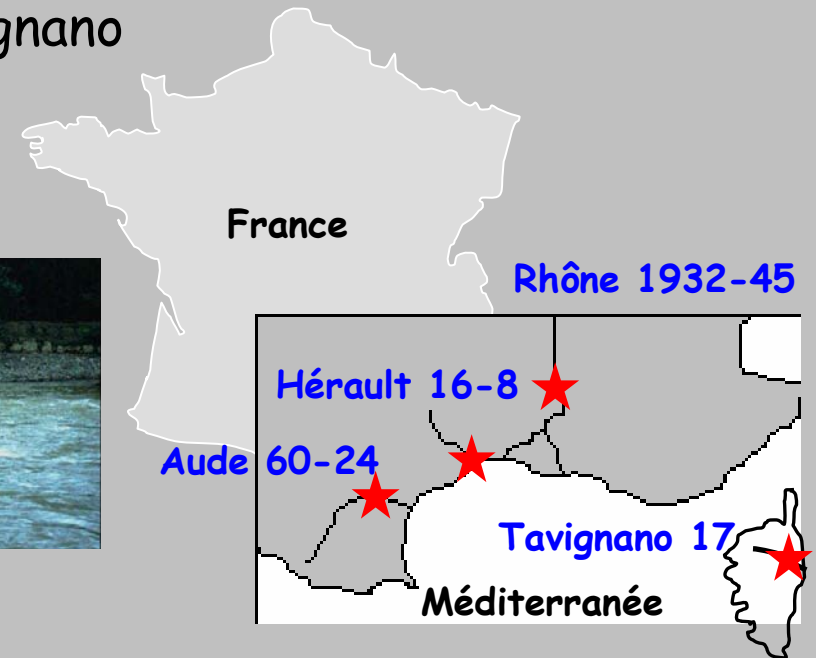 gnano
France
Rhône 1932-45
Hérault 16-8
Aude 60-24
Tavignano 17
Méditerranée